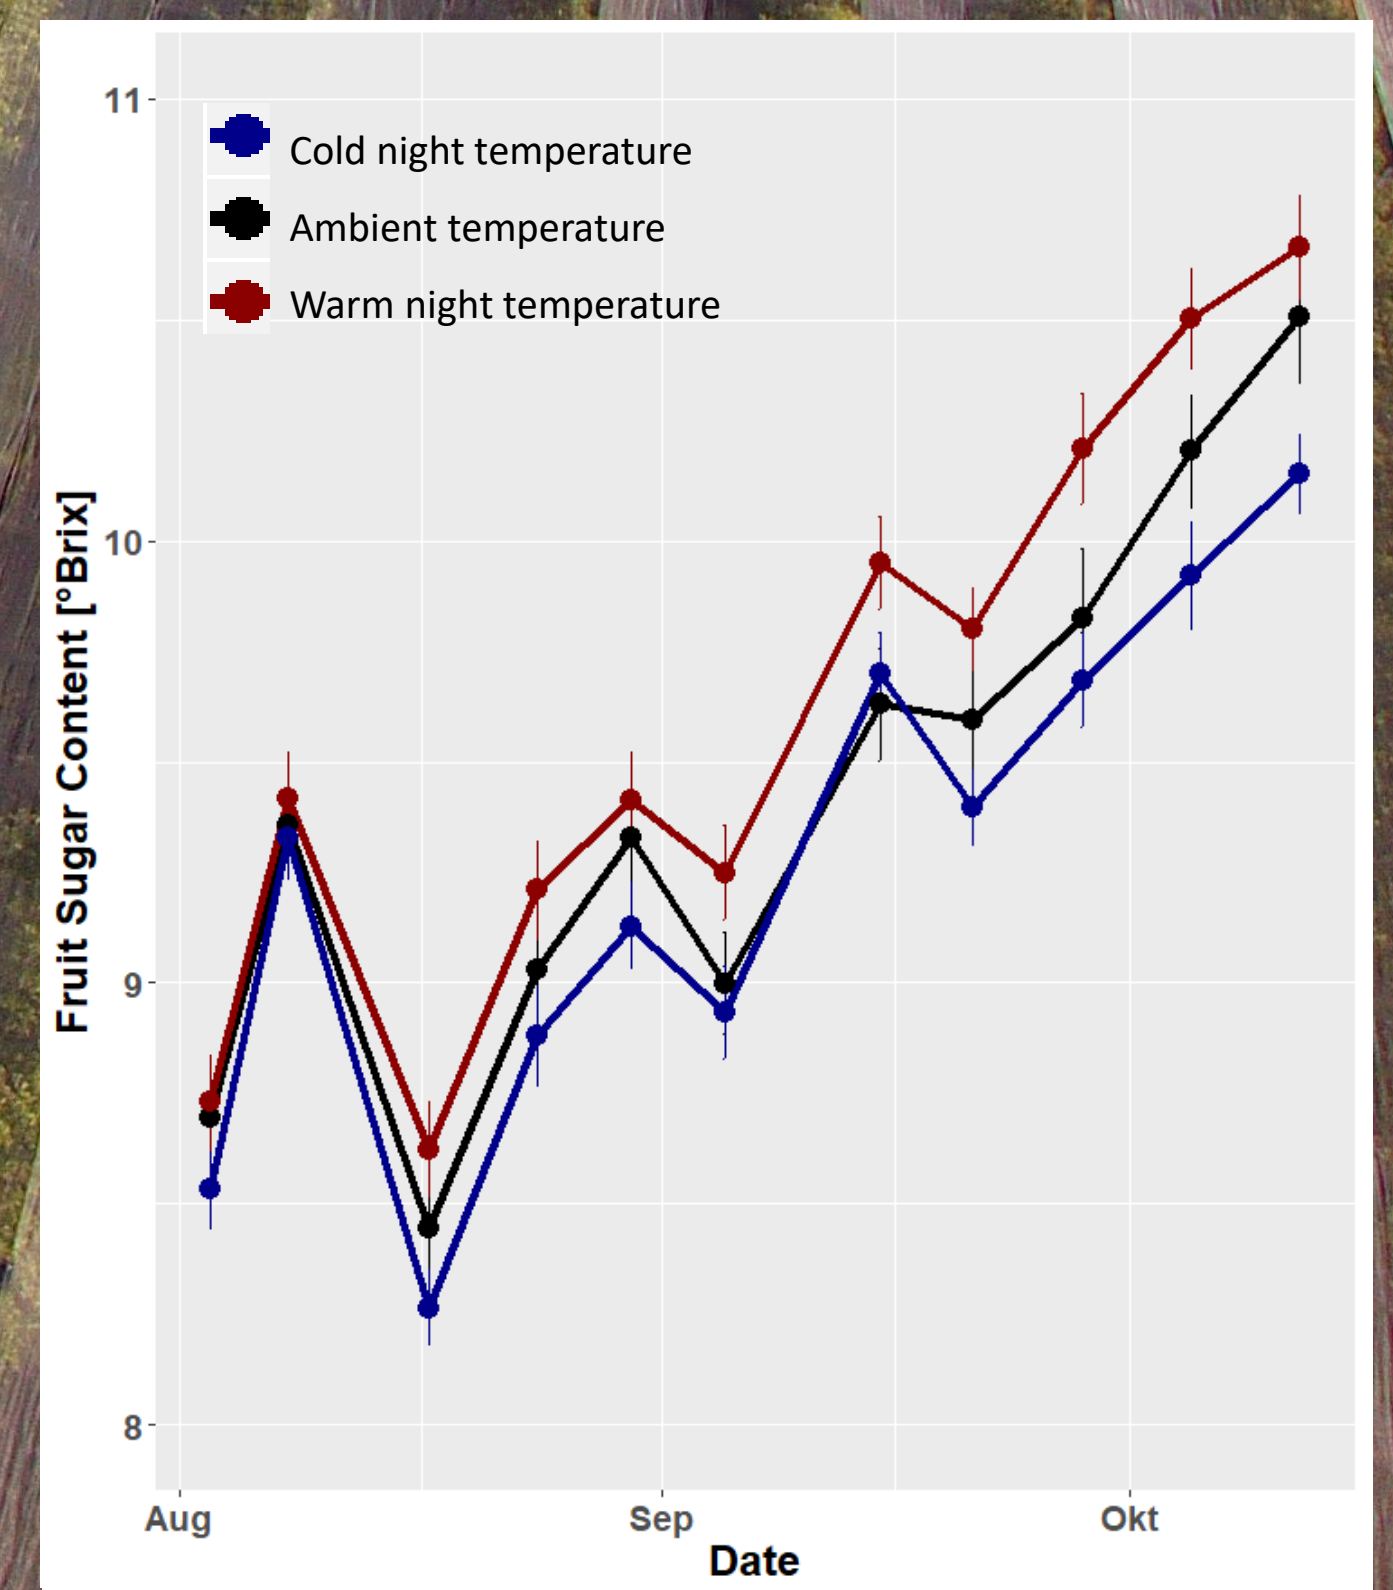 11
Cold night temperature
Ambient temperature
Warm night temperature
10
Fruit Sugar Content [°Brix]
9
8
Aug Sep Okt
Date